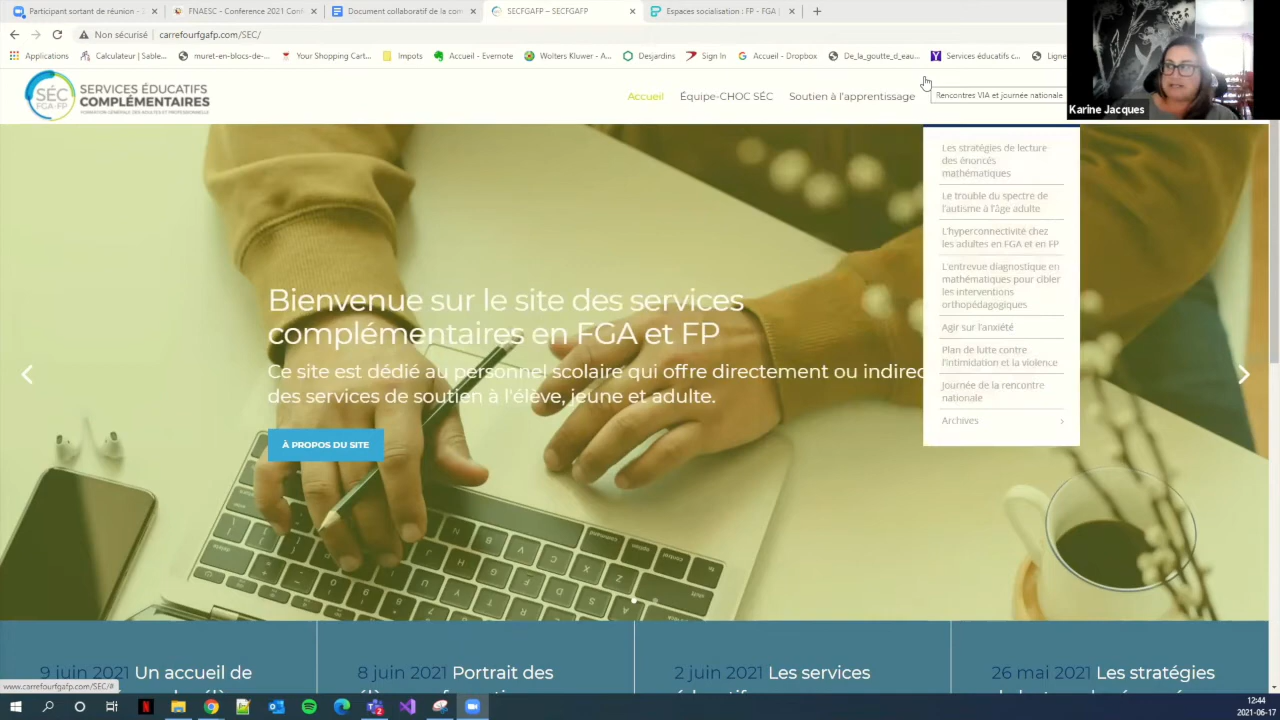 Participant sortant de réunion -
FNAESC - Conference 2021 Conf
Document collaboratif de la com
SECFGAFP – SECFGAFP
Espaces socialisation : FP - FGA
Non sécurisé
carrefourfgafp.com/SEC/
Applications
Calculateur | Sable...
muret-en-blocs-de-...
Your Shopping Cart
Impots
Accueil - Evernote
Wolters Kluwer - A...
Desjardins
Sign In
Accueil - Dropbox
De_la_goutte_d_eau...
Services éducatifs c...
Ligne
Karine Jacques
SÉC
FGA FP
SERVICES ÉDUCATIFS
COMPLÉMENTAIRES
FORMATION GÉNÉRALE DES ADULTES ET PROFESSIONNELLE
Accueil
Équipe-CHOC SÉC
Soutien à l'apprentissage
Rencontres VIA et journée nationale
Les stratégies de lecture
des énoncés
mathématiques
Le trouble du spectre de
l'autisme à l'âge adulte
L'hyperconnectivité chez
les adultes en FGA et en FP
L'entrevue diagnostique en
mathématiques pour cibler
les interventions
orthopédagogiques
Agir sur l'anxiété
Plan de lutte contre
l'intimidation et la violence
Journée de la rencontre
nationale
Archives
Bienvenue sur le site des services
complémentaires en FGA et FP
Ce site est dédié au personnel scolaire qui offre directement ou indirec
des services de soutien à l'élève, jeune et adulte.
À PROPOS DU SITE
9 juin 2021 Un accueil de
8 juin 2021 Portrait des
2 juin 2021 Les services
26 mai 2021 Les stratégies
www.carrefourfgafp.com/SEC/#
12:44
2021-06-17